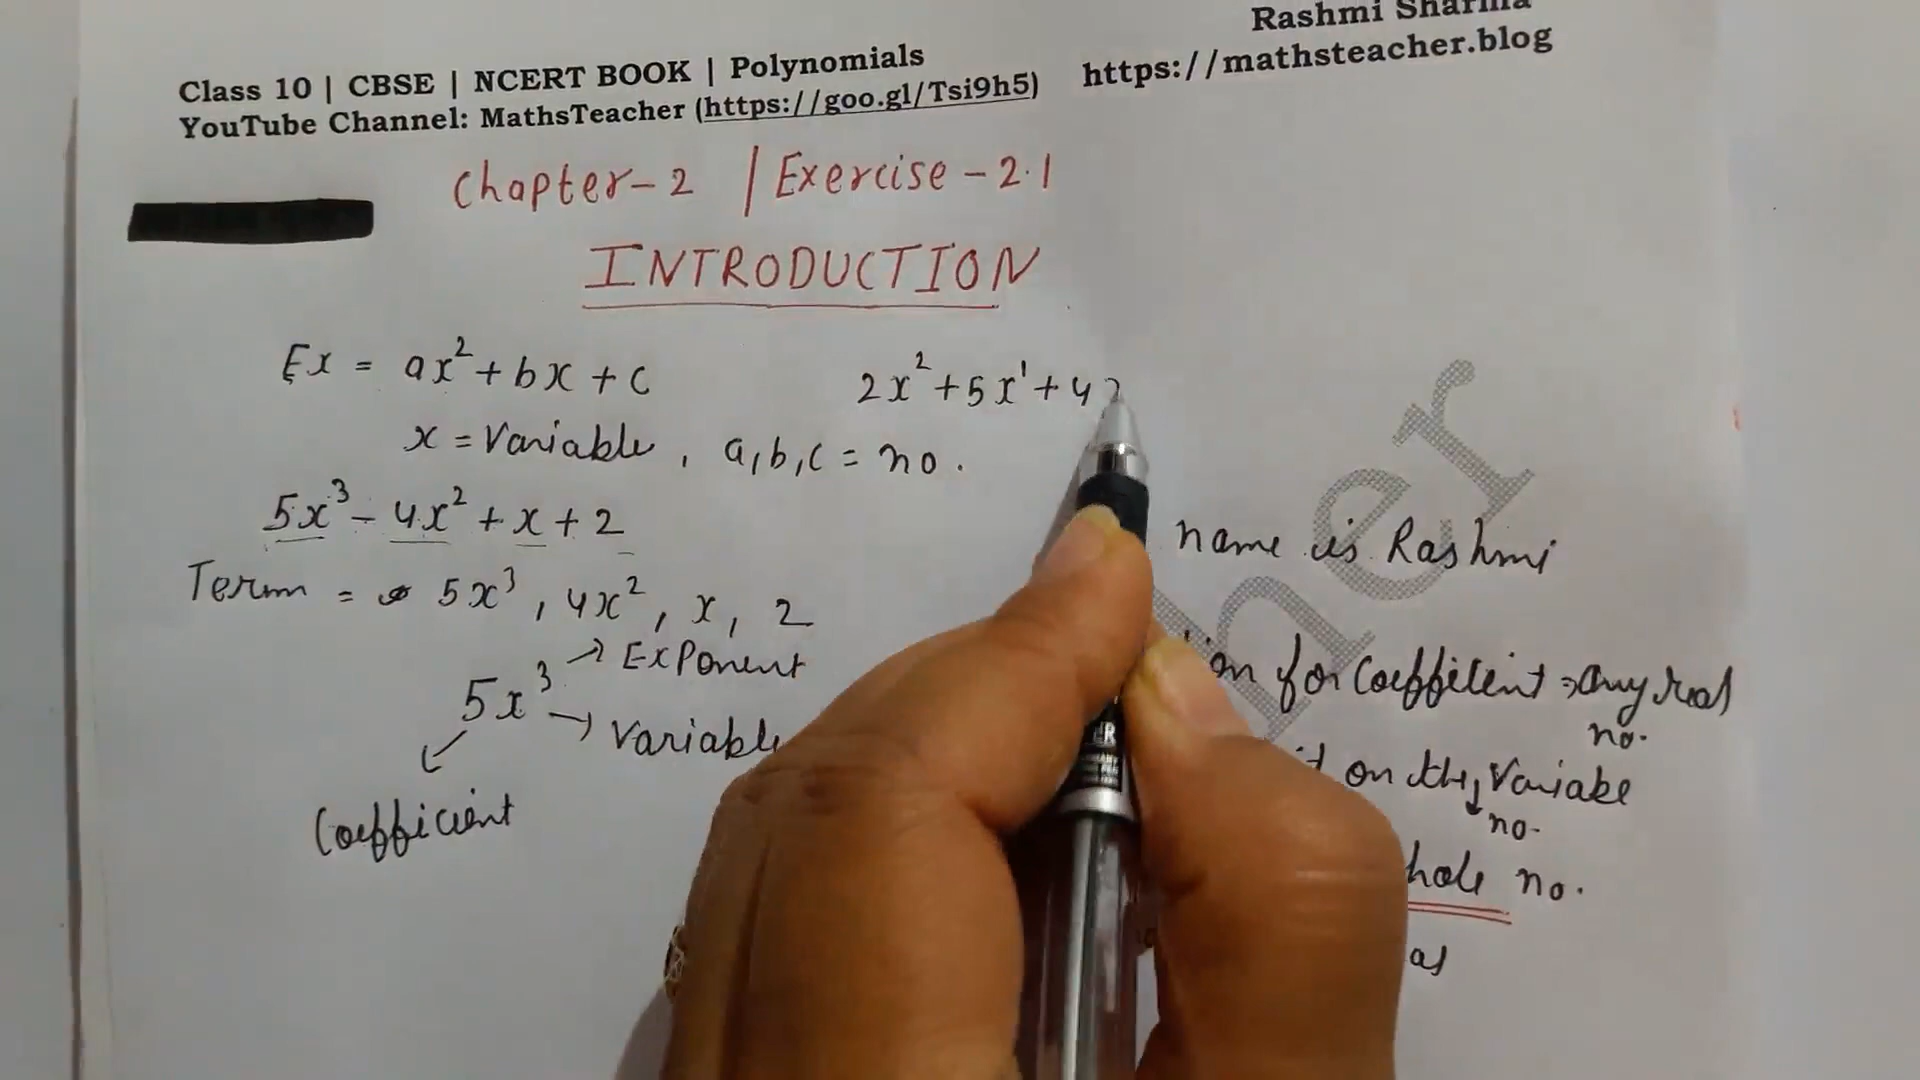 Rashmi Sharma
Class 10 | CBSE | NCERT BOOK | Polynomials
https://mathsteacher.blog
YouTube Channel: MathsTeacher (https://goo.gl/Tsi9h5)
Chapter-2 | Exercise-2.1
INTRODUCTION
Ex = ax² + bx + c
2x² + 5x¹ + 4
x = Variable, a, b, c = no.
5x³ - 4x² + x + 2
name is Rashmi
Term = 5x³, 4x², x, 2
→ Exponent
5x³ → Variable
for coefficient => any real
no.
on the, Variable
no.
Coefficient
no.
as